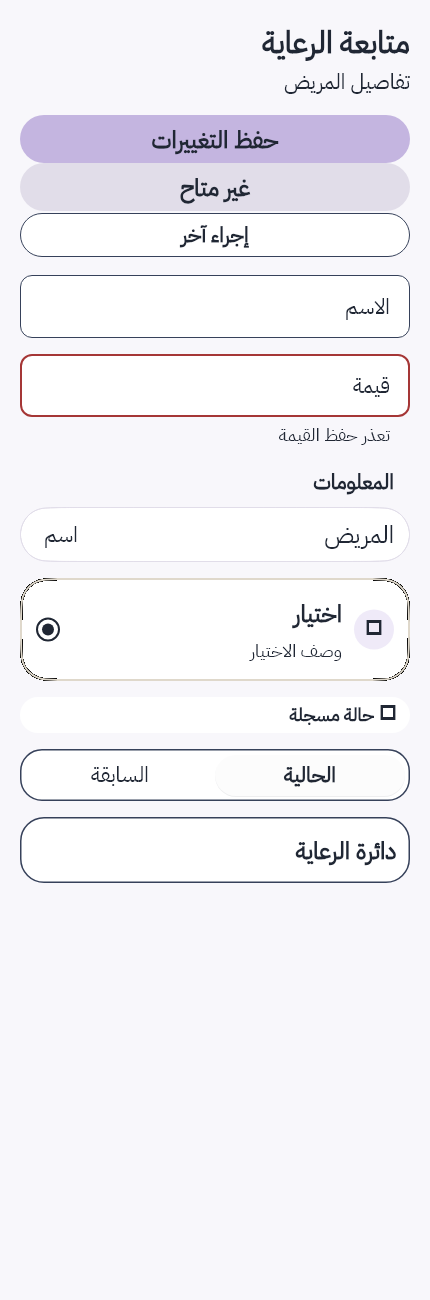 متابعة الرعاية
تفاصيل المريض
حفظ التغييرات
غير متاح
إجراء آخر
الاسم
قيمة
تعذر حفظ القيمة
المعلومات
المريض اسم
اختيار
وصف الاختيار
حالة مسجلة
الحالية السابقة
دائرة الرعاية